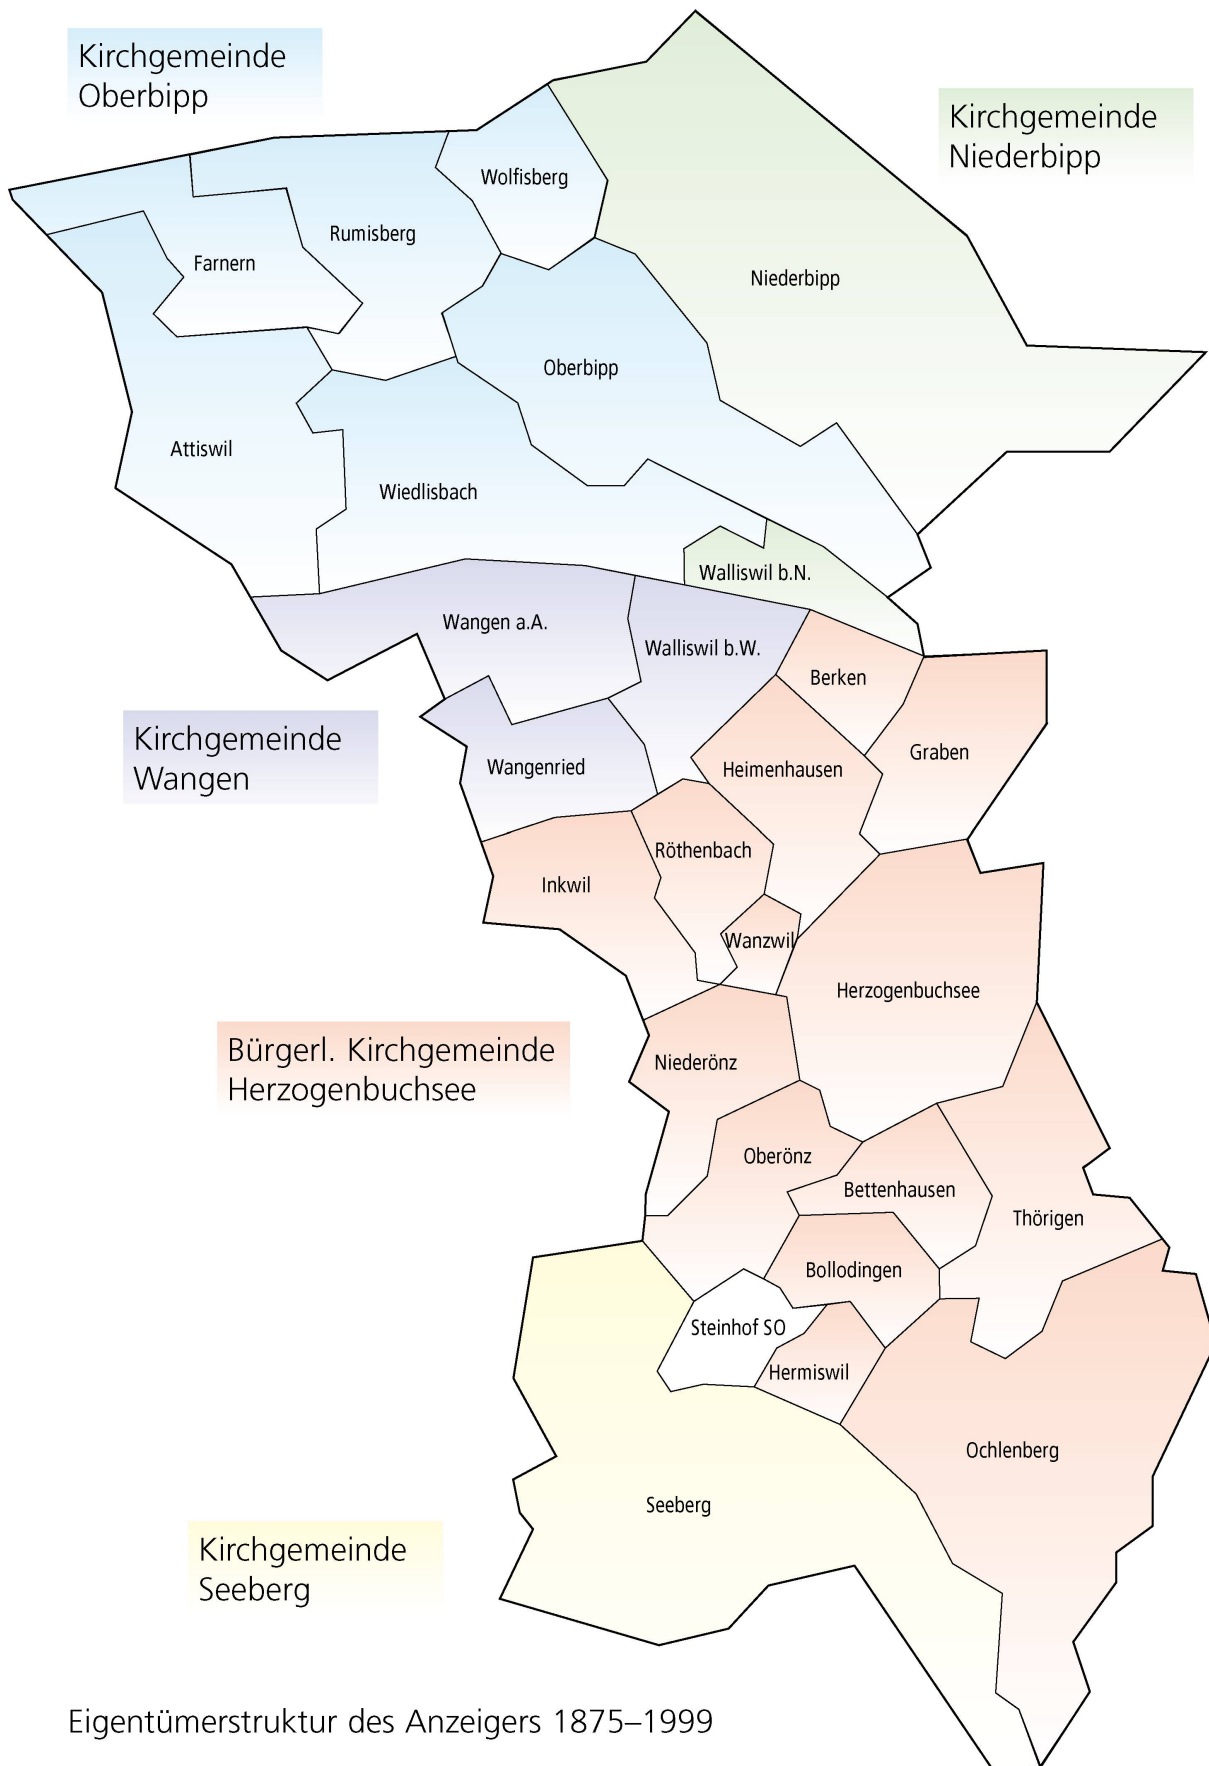 Kirchgemeinde
Oberbipp
Kirchgemeinde
Niederbipp
Wolfisberg
Rumisberg
Farnern
Niederbipp
Oberbipp
Attiswil
Wiedlisbach
Walliswil b.N.
Wangen a.A.
Walliswil b.W.
Berken
Kirchgemeinde
Wangen
Graben
Wangenried
Heimenhausen
Röthenbach
Inkwil
Wanzwil
Herzogenbuchsee
Bürgerl. Kirchgemeinde
Herzogenbuchsee
Niederönz
Oberönz
Bettenhausen
Thörigen
Bollodingen
Steinhof SO
Hermiswil
Ochlenberg
Seeberg
Kirchgemeinde
Seeberg
Eigentümerstruktur des Anzeigers 1875–1999